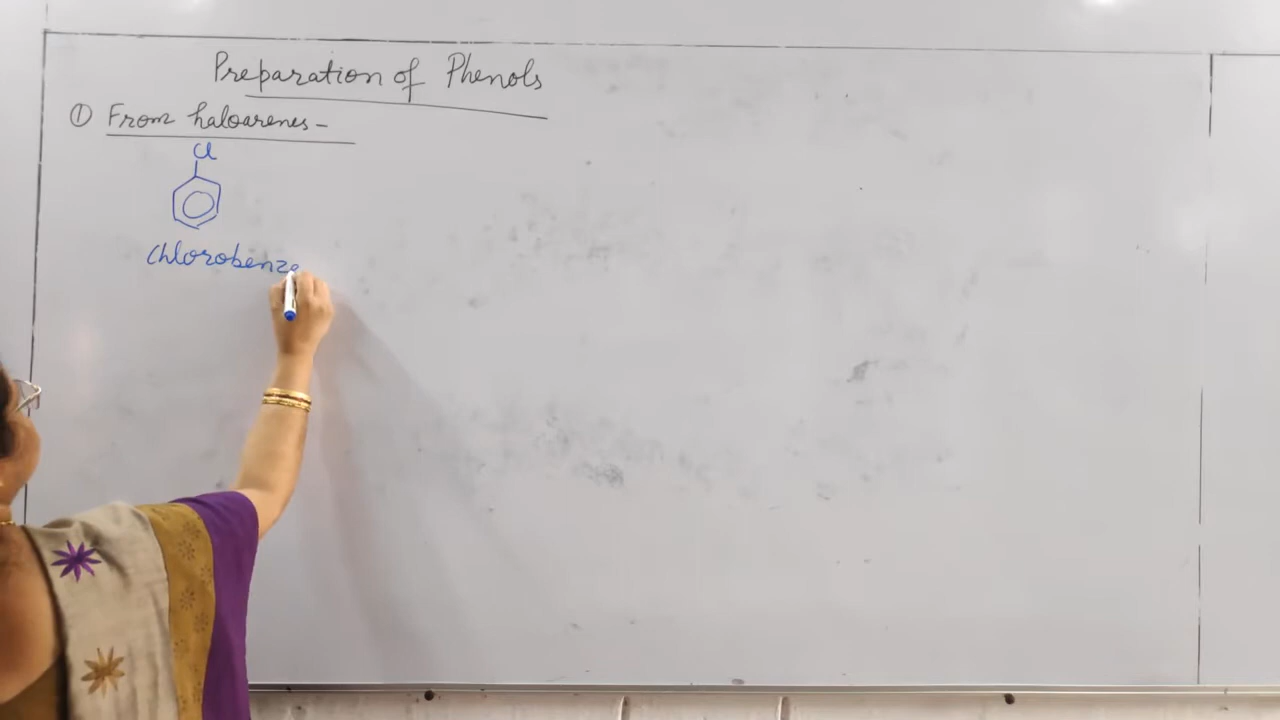 Preparation of Phenols
① From haloarenes-
Cl
Chlorobenze